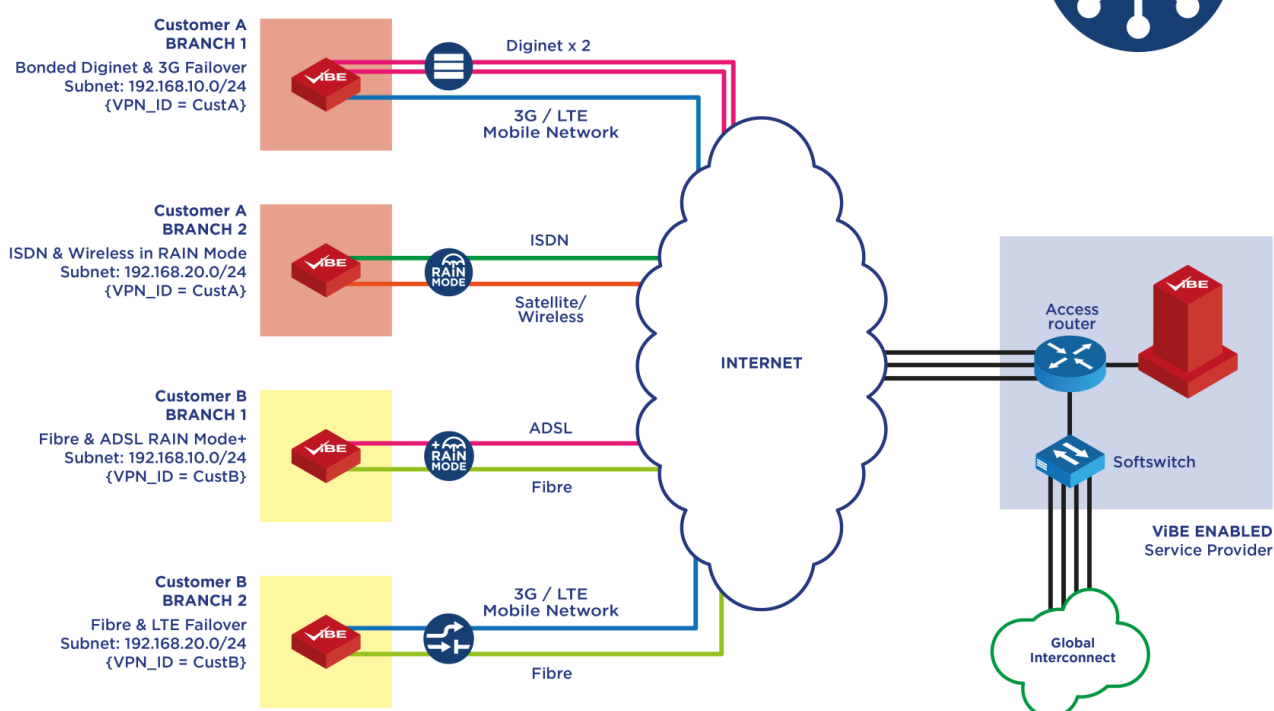 Customer A
BRANCH 1
Bonded Diginet & 3G Failover
Subnet: 192.168.10.0/24
{VPN_ID = CustA}
ViBE
Diginet x 2
3G / LTE
Mobile Network
Customer A
BRANCH 2
ISDN & Wireless in RAIN Mode
Subnet: 192.168.20.0/24
{VPN_ID = CustA}
ViBE
RAiN
MODE
ISDN
Satellite/
Wireless
Customer B
BRANCH 1
Fibre & ADSL RAIN Mode+
Subnet: 192.168.10.0/24
{VPN_ID = CustB}
ViBE
+
RAiN
MODE
ADSL
Fibre
Customer B
BRANCH 2
Fibre & LTE Failover
Subnet: 192.168.20.0/24
{VPN_ID = CustB}
ViBE
3G / LTE
Mobile Network
Fibre
INTERNET
Access
router
ViBE
Softswitch
ViBE ENABLED
Service Provider
Global
Interconnect